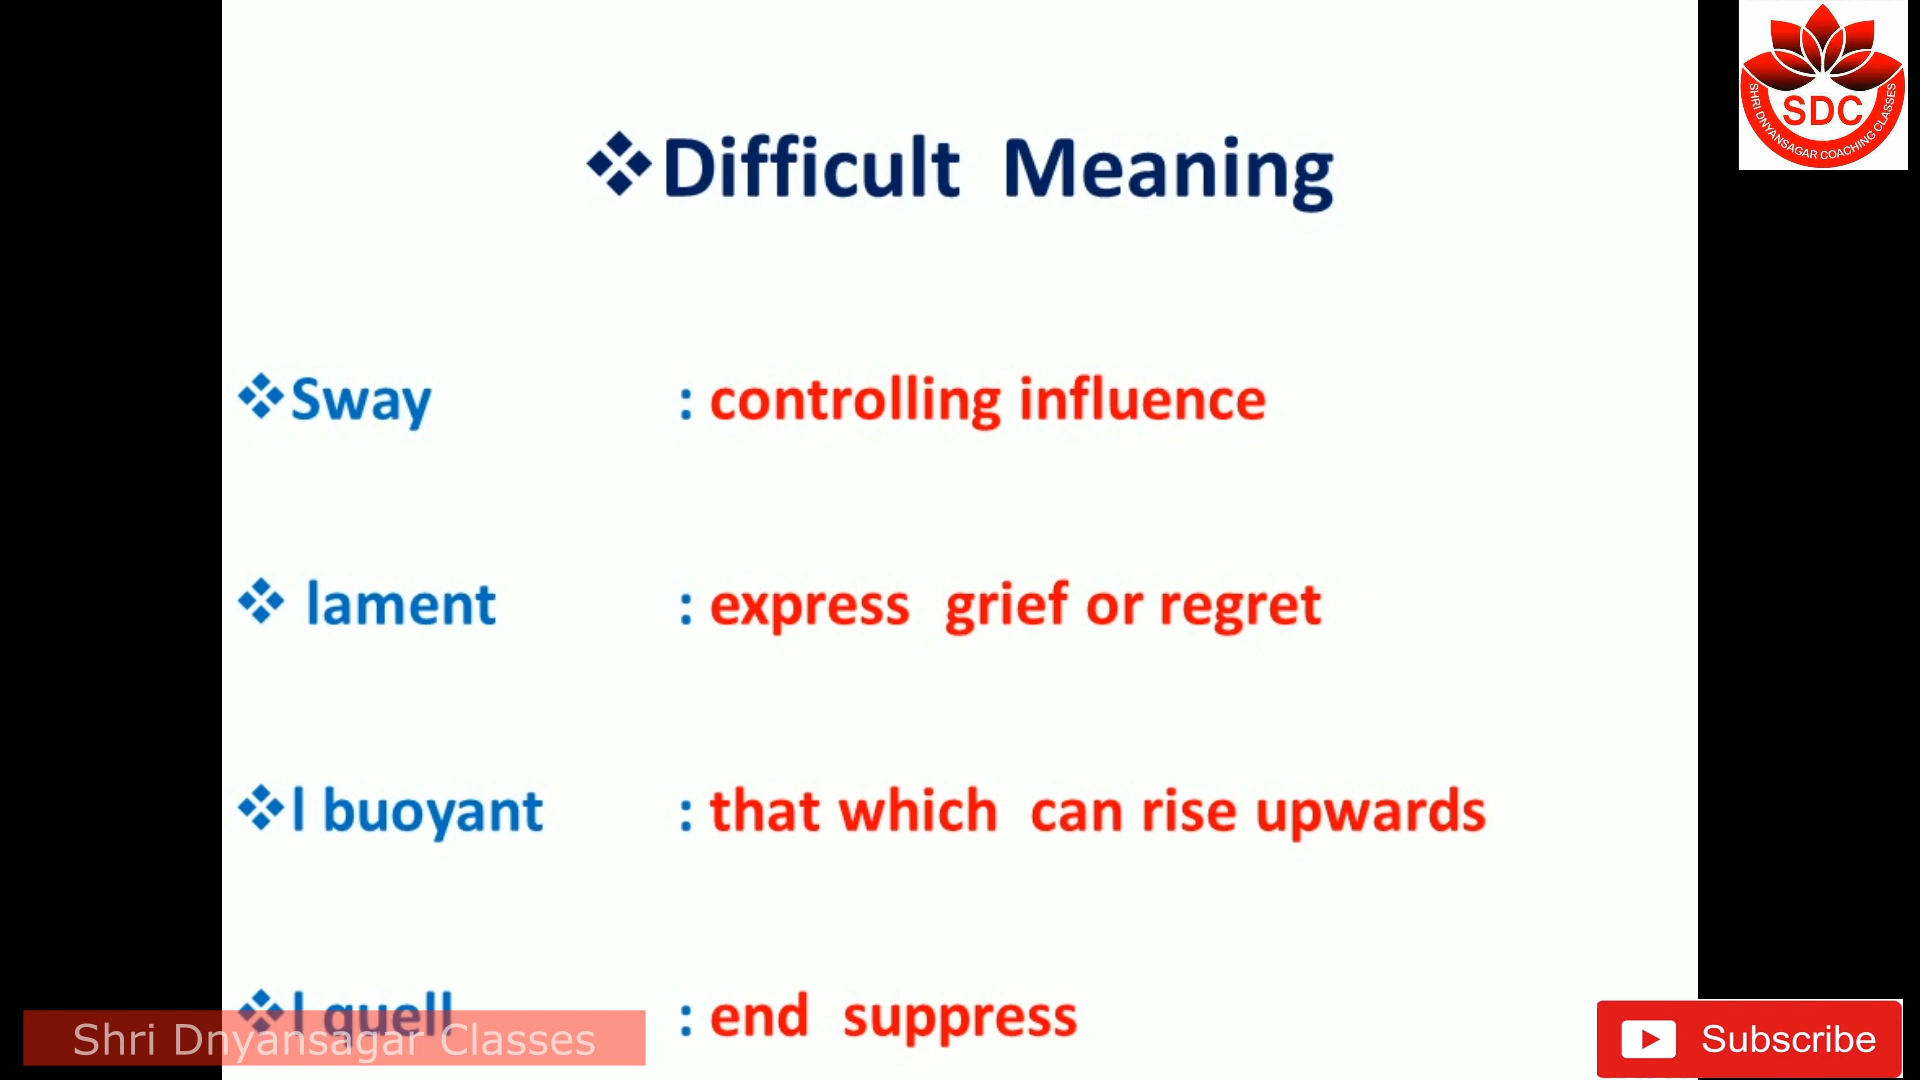 Difficult Meaning
Sway : controlling influence
lament : express grief or regret
l buoyant : that which can rise upwards
l quell : end suppress
Shri Dnyansagar Classes
Subscribe
SDC
SHRI DNYANSAGAR COACHING CLASSES